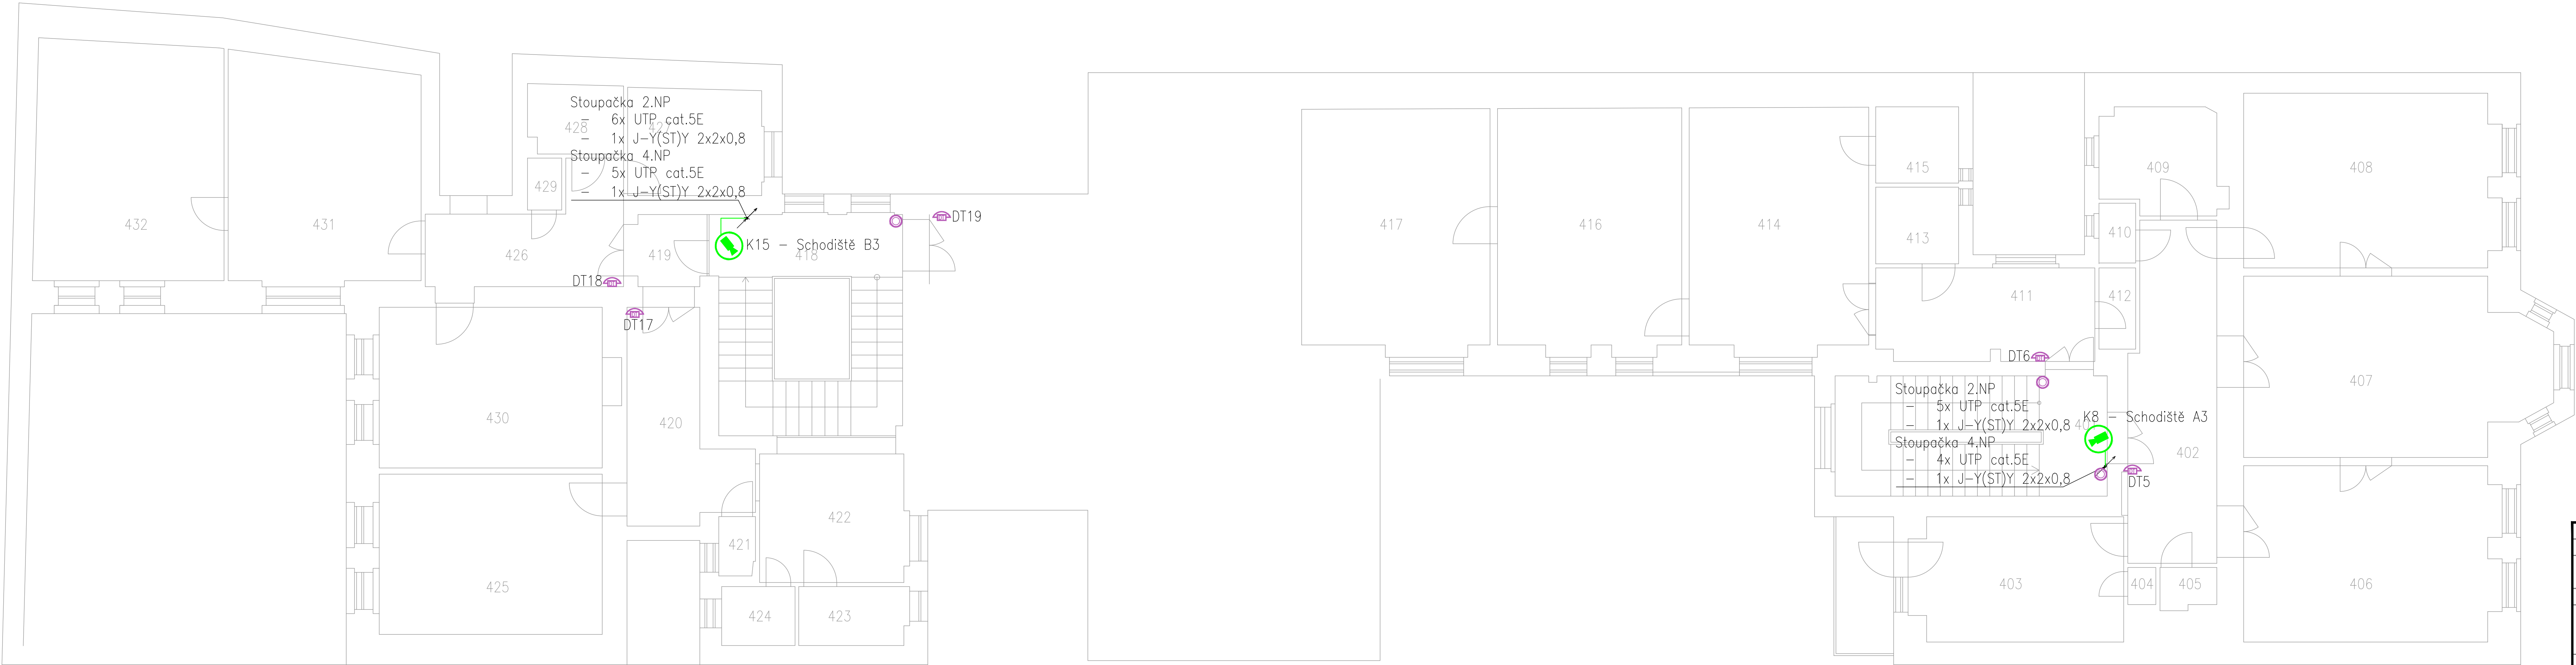 Stoupačka 2.NP
- 6x UTP cat.5E
- 1x J-Y(ST)Y 2x2x0,8
Stoupačka 4.NP
- 5x UTP cat.5E
- 1x J-Y(ST)Y 2x2x0,8
428
427
429
432
431
426
419
418
K15 - Schodiště B3
DT19
DT18
DT17
430
420
425
421
422
424
423
417
416
414
415
413
409
408
410
411
412
DT6
407
Stoupačka 2.NP
- 5x UTP cat.5E
- 1x J-Y(ST)Y 2x2x0,8
Stoupačka 4.NP
- 4x UTP cat.5E
- 1x J-Y(ST)Y 2x2x0,8
K8 - Schodiště A3
402
DT5
403
404
405
406